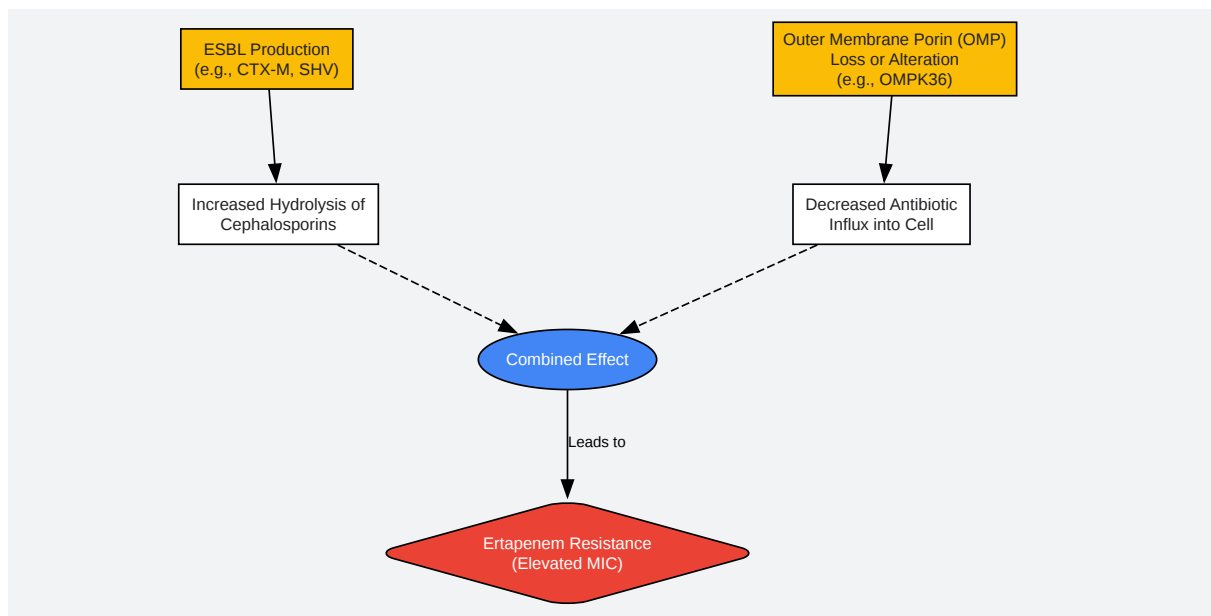 ESBL Production
(e.g., CTX-M, SHV)
Outer Membrane Porin (OMP)
Loss or Alteration
(e.g., OMPK36)
Increased Hydrolysis of
Cephalosporins
Decreased Antibiotic
Influx into Cell
Combined Effect
Leads to
Ertapenem Resistance
(Elevated MIC)